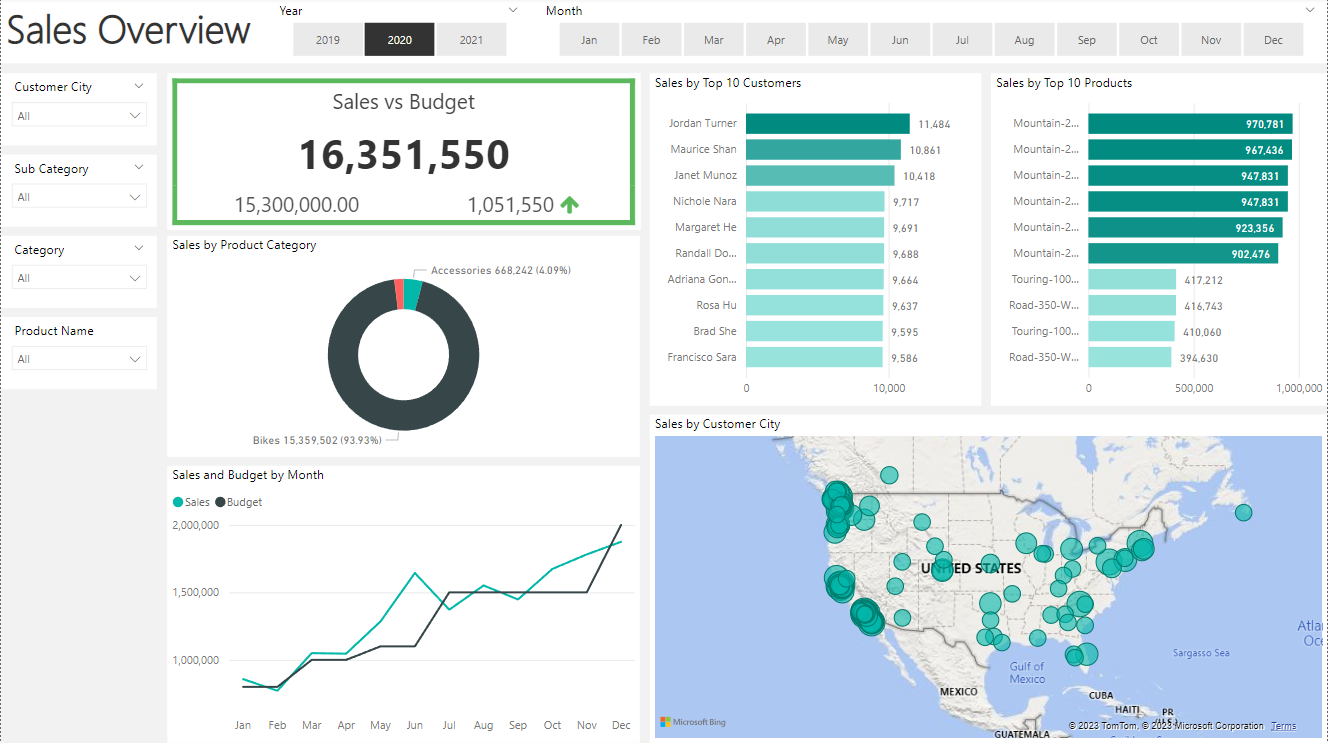 Sales Overview
Year
2019 2020 2021
Month
Jan Feb Mar Apr May Jun Jul Aug Sep Oct Nov Dec
Customer City
All
Sub Category
All
Category
All
Product Name
All
Sales vs Budget
16,351,550
15,300,000.00 1,051,550
Sales by Product Category
Accessories 668,242 (4.09%)
Bikes 15,359,502 (93.93%)
Sales and Budget by Month
Sales Budget
2,000,000
1,500,000
1,000,000
Jan Feb Mar Apr May Jun Jul Aug Sep Oct Nov Dec
Sales by Top 10 Customers
Jordan Turner 11,484
Maurice Shan 10,861
Janet Munoz 10,418
Nichole Nara 9,717
Margaret He 9,691
Randall Do... 9,688
Adriana Gon... 9,664
Rosa Hu 9,637
Brad She 9,595
Francisco Sara 9,586
0 10,000
Sales by Top 10 Products
Mountain-2... 970,781
Mountain-2... 967,436
Mountain-2... 947,831
Mountain-2... 947,831
Mountain-2... 923,356
Mountain-2... 902,476
Touring-100... 417,212
Road-350-W... 416,743
Touring-100... 410,060
Road-350-W... 394,630
0 500,000 1,000,000
Sales by Customer City
UNITED STATES
Atla
Oce
Sargasso Sea
Gulf of
Mexico
MEXICO
CUBA
HAITI
PR
(U.S.)
GUATEMALA
Microsoft Bing
© 2023 TomTom, © 2023 Microsoft Corporation Terms